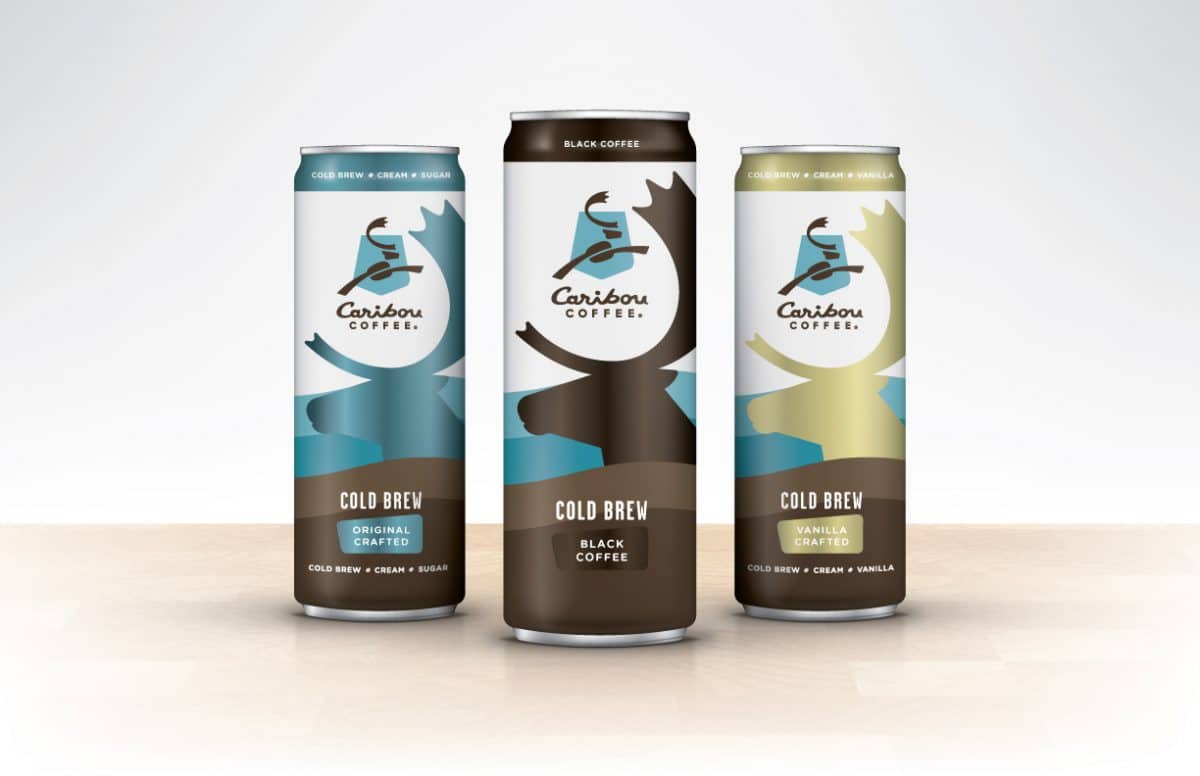 COLD BREW * CREAM * SUGAR
Caribou
COFFEE®
COLD BREW
ORIGINAL
CRAFTED
COLD BREW * CREAM * SUGAR
BLACK COFFEE
Caribou
COFFEE®
COLD BREW
BLACK
COFFEE
COLD BREW * CREAM * VANILLA
Caribou
COFFEE®
COLD BREW
VANILLA
CRAFTED
COLD BREW * CREAM * VANILLA